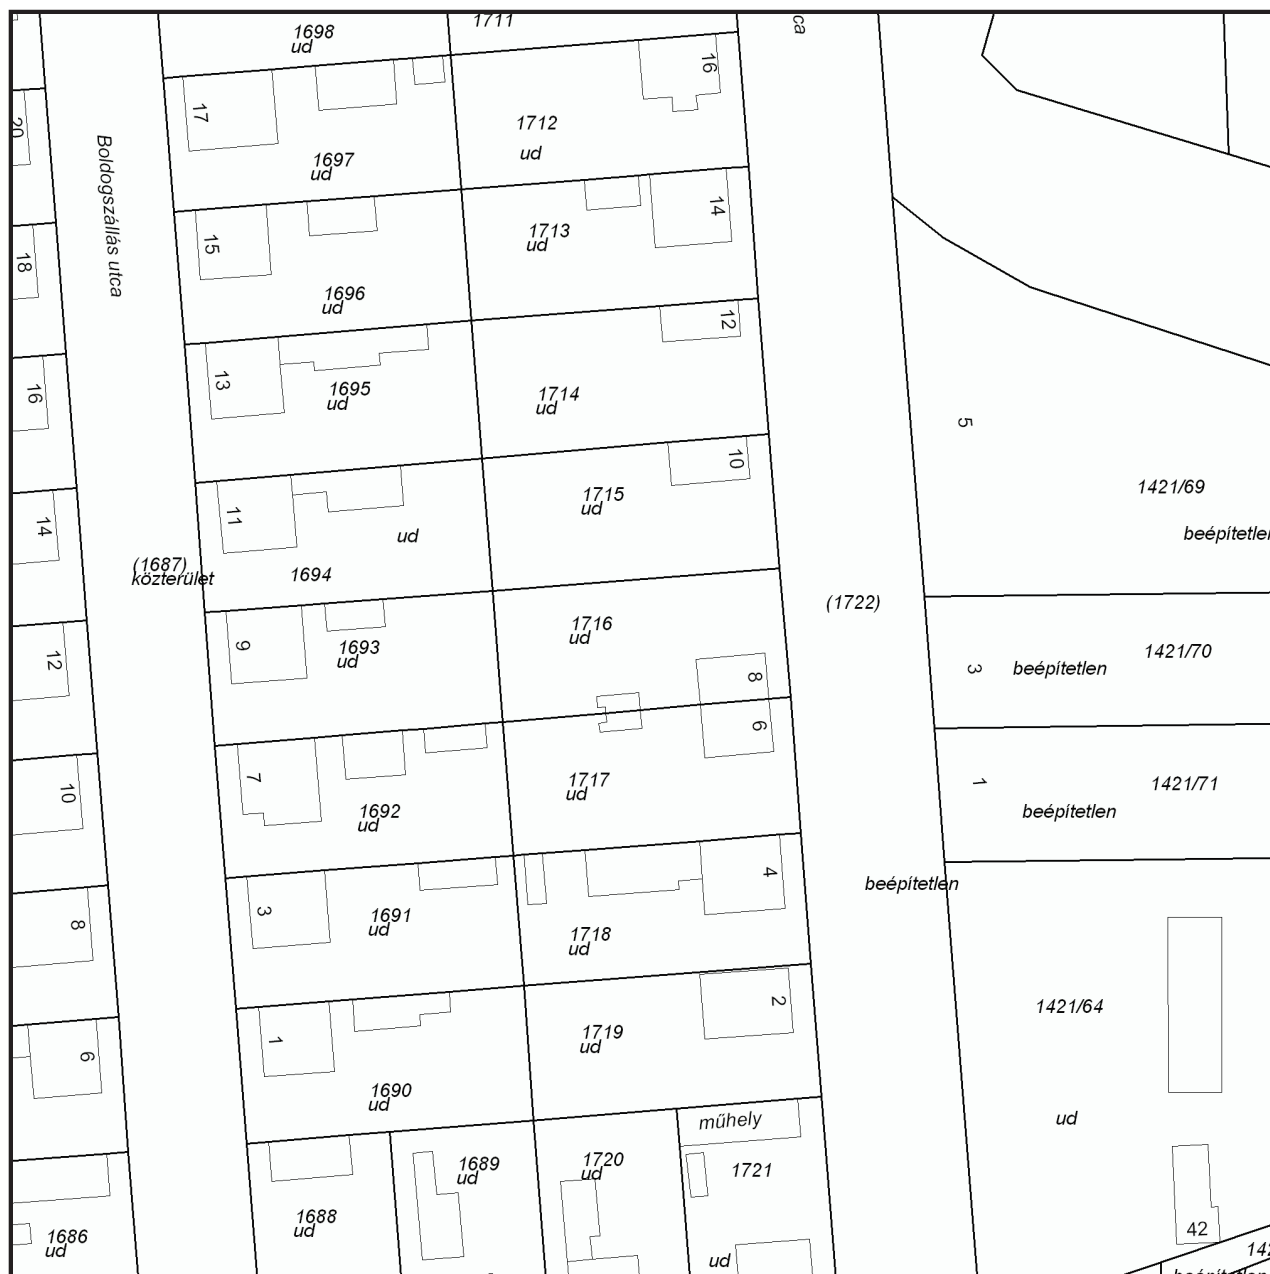 1698
ud
1711
ca
16
17
20
1712
ud
1697
ud
Boldogszállás utca
14
15
1713
ud
18
1696
ud
12
13
16
1695
ud
1714
ud
5
10
1421/69
1715
ud
11
14
ud
beépítetlen
(1687)
közterület
1694
(1722)
1716
ud
9
1693
ud
12
1421/70
3
beépítetlen
8
6
7
1717
ud
10
1
1421/71
1692
ud
beépítetlen
4
beépítetlen
3
1691
ud
8
1718
ud
2
1421/64
1
1719
ud
6
1690
ud
műhely
ud
1689
ud
1720
ud
1721
1688
ud
1686
ud
42
ud